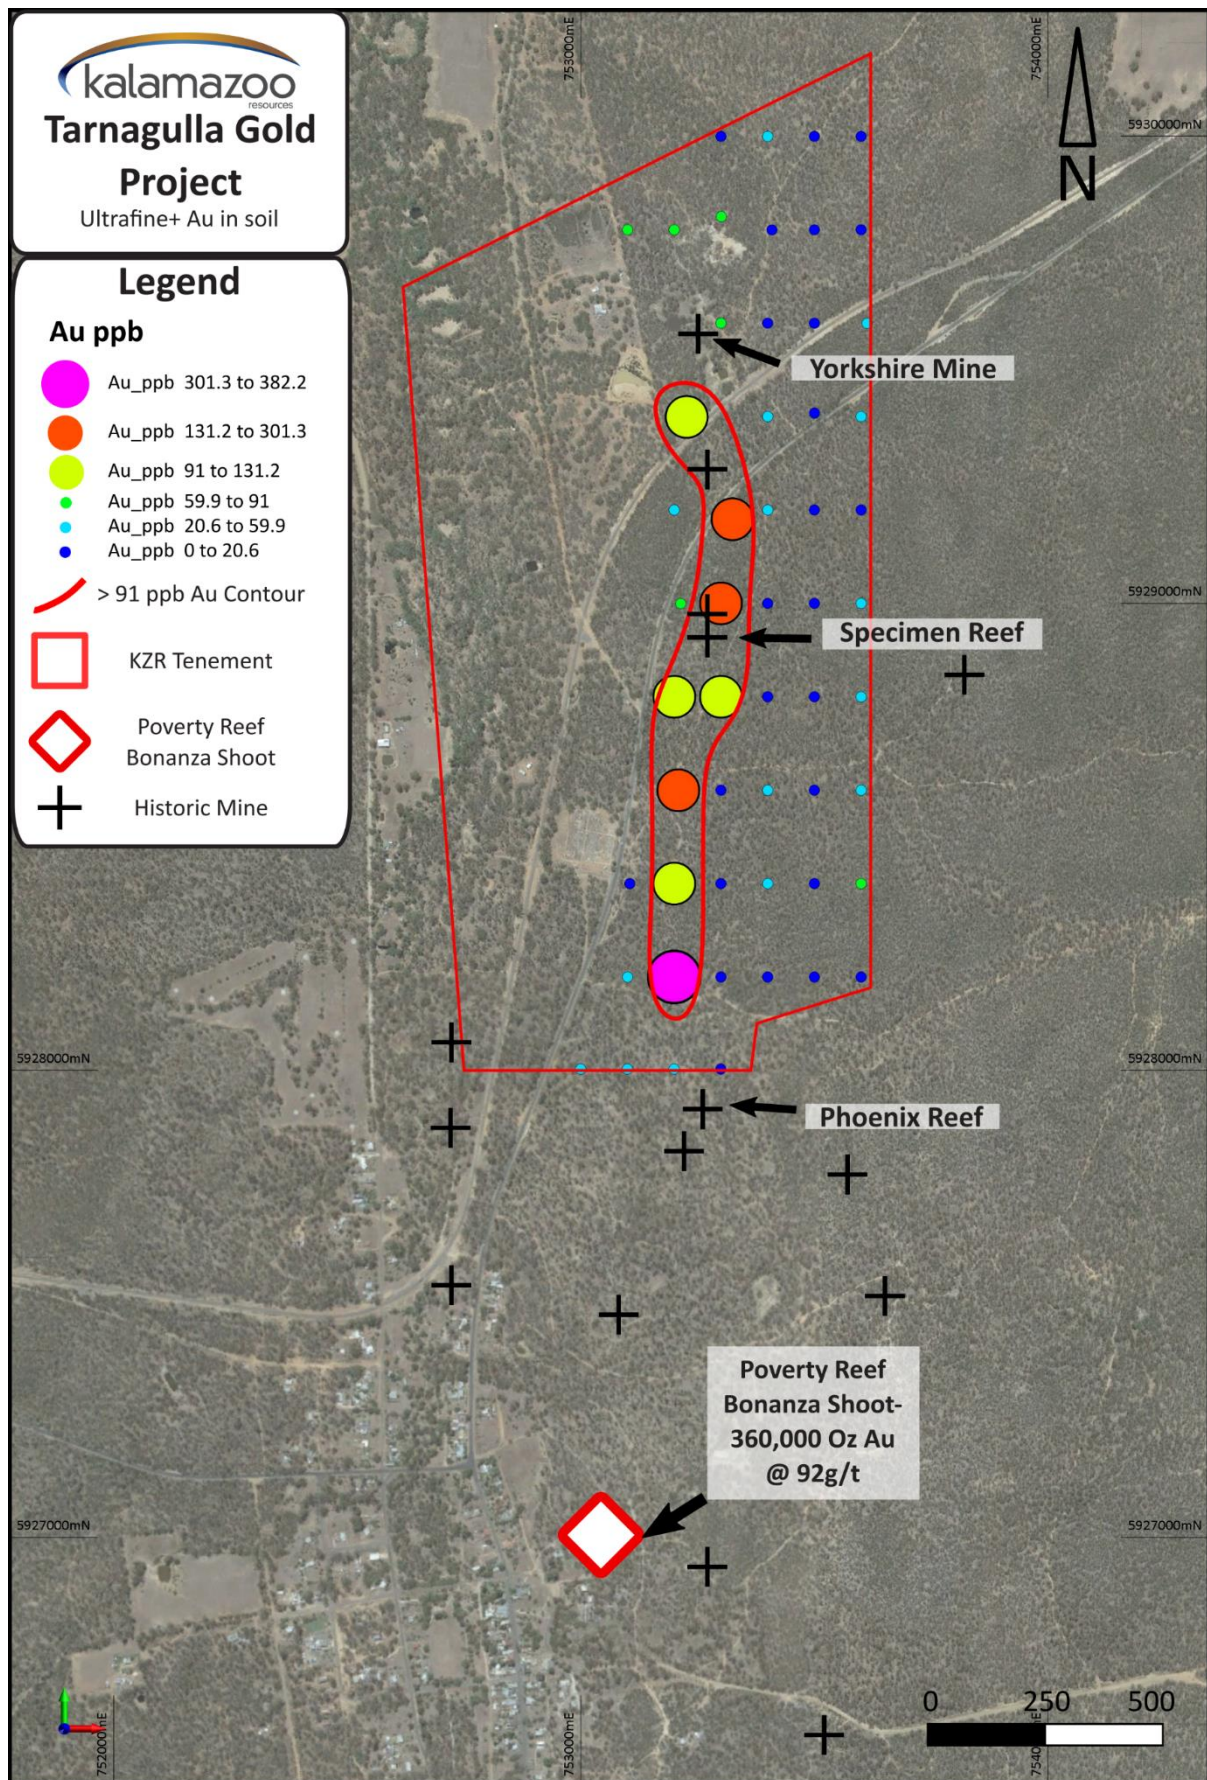 kalamazoo
resources
Tarnagulla Gold
Project
Ultrafine+ Au in soil
Legend
Au ppb
Au_ppb 301.3 to 382.2
Au_ppb 131.2 to 301.3
Au_ppb 91 to 131.2
Au_ppb 59.9 to 91
Au_ppb 20.6 to 59.9
Au_ppb 0 to 20.6
> 91 ppb Au Contour
KZR Tenement
Poverty Reef
Bonanza Shoot
Historic Mine
753000mE
754000mE
5930000mN
N
Yorkshire Mine
5929000mN
Specimen Reef
5928000mN
5928000mN
Phoenix Reef
Poverty Reef
Bonanza Shoot-
360,000 Oz Au
@ 92g/t
5927000mN
5927000mN
0 250 500
752000mE
753000mE